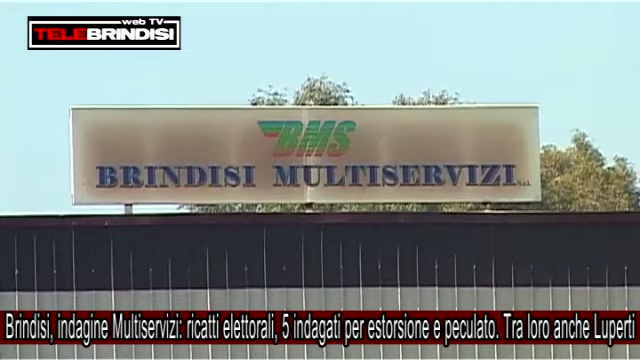 web TV
TELEBRINDISI
BMS
BRINDISI MULTISERVIZI S.r.l.
Brindisi, indagine Multiservizi: ricatti elettorali, 5 indagati per estorsione e peculato. Tra loro anche Luperti